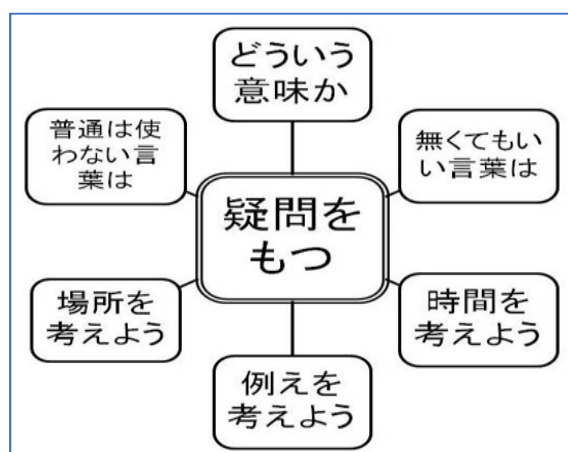 どういう
意味か
普通は使
わない言
葉は
無くてもい
い言葉は
疑問を
もつ
場所を
考えよう
時間を
考えよう
例えを
考えよう